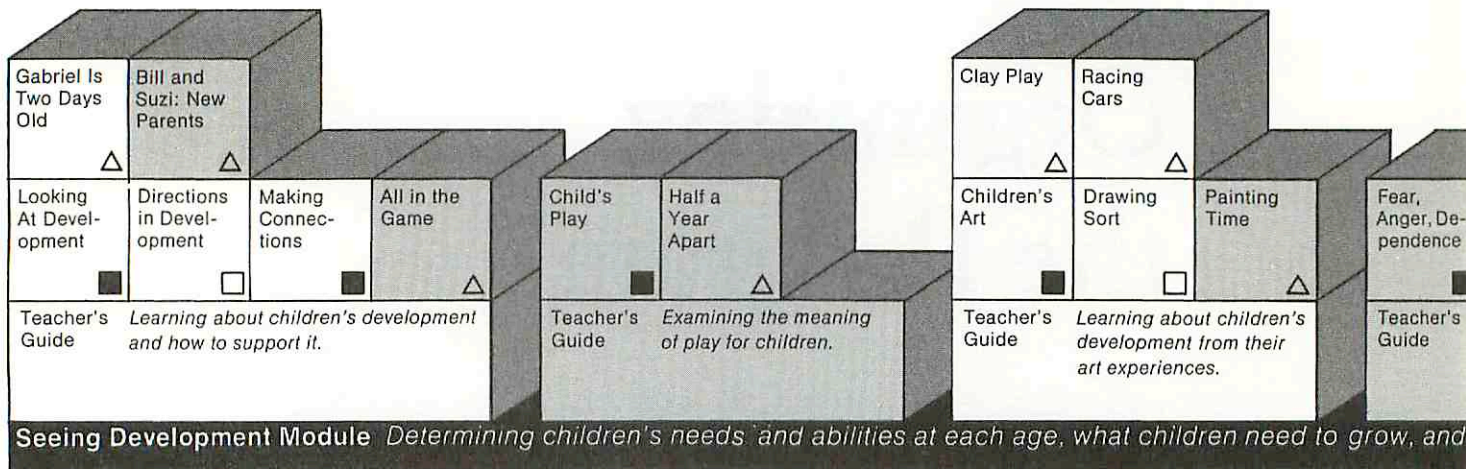 Gabriel Is
Two Days
Old
Bill and
Suzi: New
Parents
Looking
At Devel-
opment
Directions
in Devel-
opment
Making
Connec-
tions
All in the
Game
Teacher's
Guide
Learning about children's development
and how to support it.
Child's
Play
Half a
Year
Apart
Teacher's
Guide
Examining the meaning
of play for children.
Clay Play
Racing
Cars
Children's
Art
Drawing
Sort
Painting
Time
Teacher's
Guide
Learning about children's
development from their
art experiences.
Fear,
Anger, De-
pendence
Teacher's
Guide
Seeing Development Module Determining children's needs and abilities at each age, what children need to grow, and